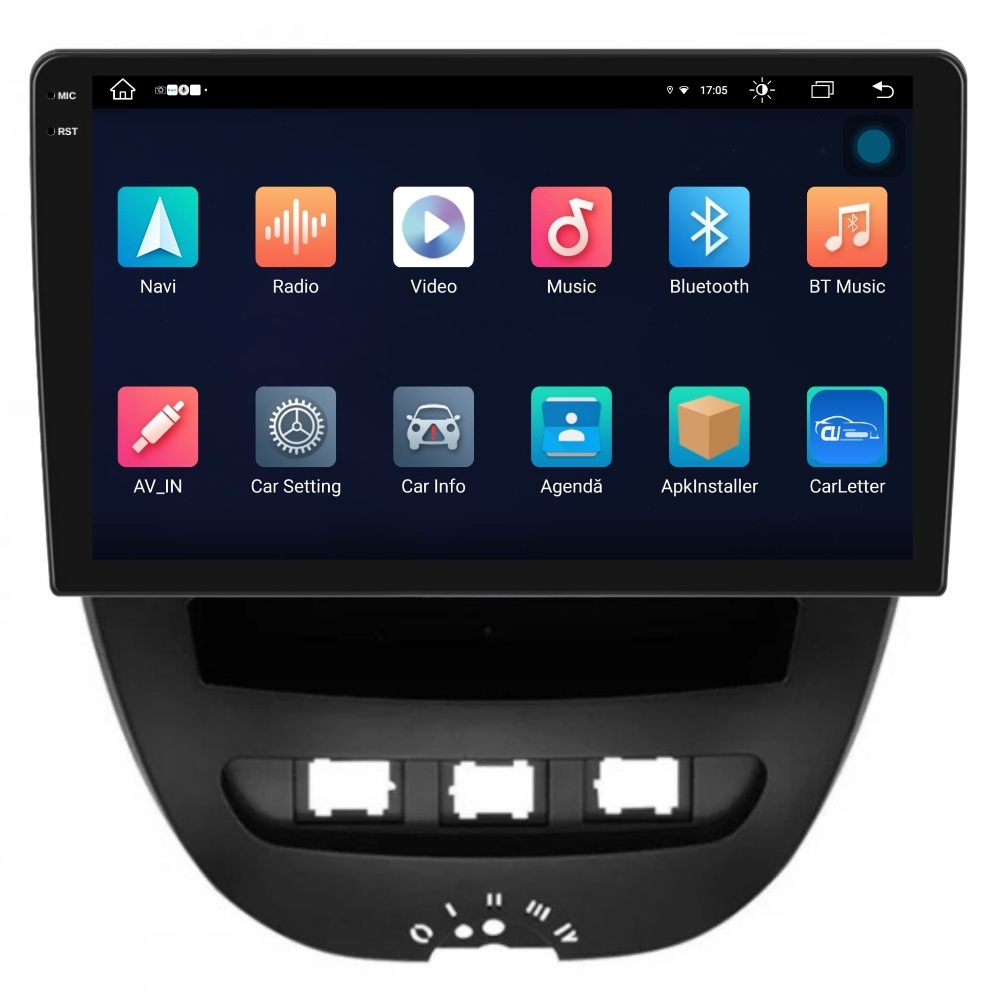 MIC
17:05
RST
Navi
Radio
Video
Music
Bluetooth
BT Music
AV_IN
Car Setting
Car Info
Agendă
ApkInstaller
CarLetter
O I II III IV